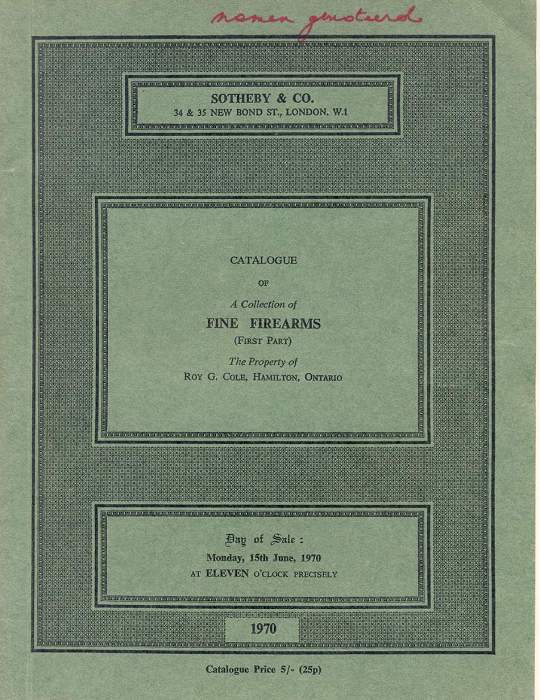 namen genoteerd
SOTHEBY & CO.
34 & 35 NEW BOND ST., LONDON. W.1
CATALOGUE
OF
A Collection of
FINE FIREARMS
(FIRST PART)
The Property of
ROY G. COLE, HAMILTON, ONTARIO
Day of Sale :
Monday, 15th June, 1970
AT ELEVEN O'CLOCK PRECISELY
1970
Catalogue Price 5/- (25p)